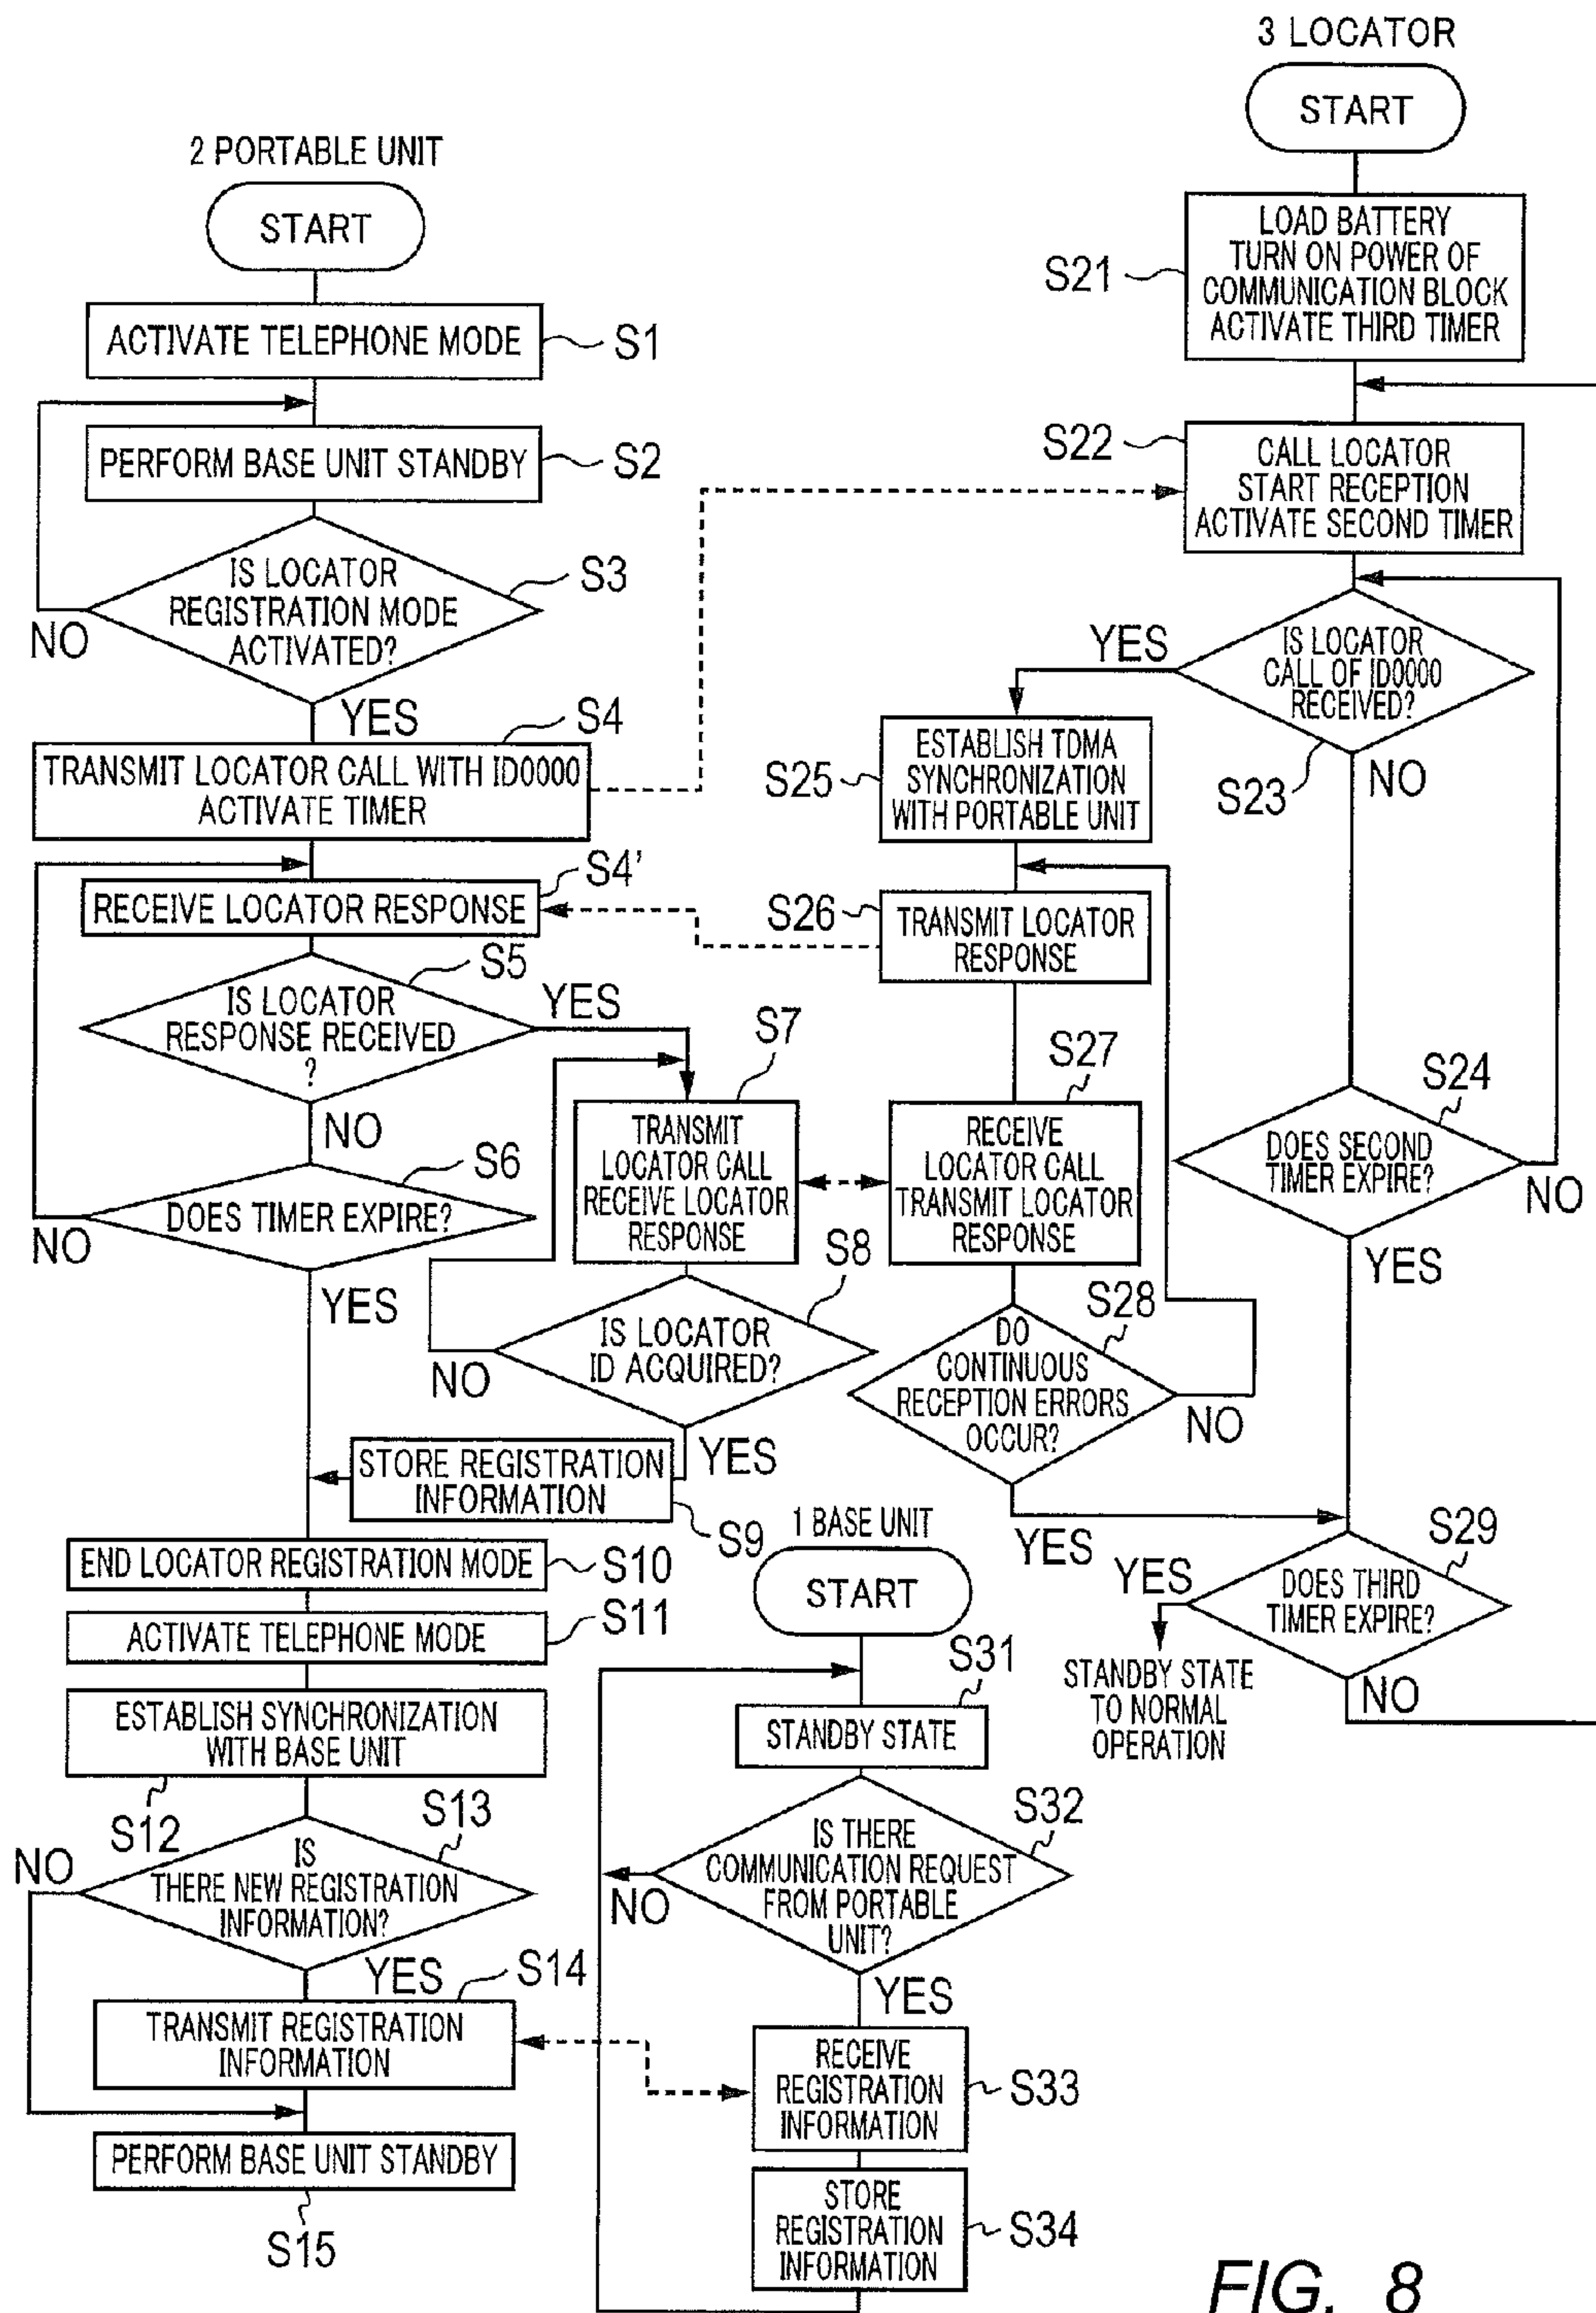 2 PORTABLE UNIT
START
ACTIVATE TELEPHONE MODE
S1
PERFORM BASE UNIT STANDBY
S2
IS LOCATOR
REGISTRATION MODE
ACTIVATED?
S3
NO
YES
S4
TRANSMIT LOCATOR CALL WITH ID0000
ACTIVATE TIMER
S4'
RECEIVE LOCATOR RESPONSE
S5
IS LOCATOR
RESPONSE RECEIVED
?
YES
NO
S6
DOES TIMER EXPIRE?
NO
YES
S7
TRANSMIT
LOCATOR CALL
RECEIVE LOCATOR
RESPONSE
S8
IS LOCATOR
ID ACQUIRED?
NO
YES
STORE REGISTRATION
INFORMATION
S9
END LOCATOR REGISTRATION MODE
S10
ACTIVATE TELEPHONE MODE
S11
ESTABLISH SYNCHRONIZATION
WITH BASE UNIT
S12
S13
IS
THERE NEW REGISTRATION
INFORMATION?
NO
YES
S14
TRANSMIT REGISTRATION
INFORMATION
PERFORM BASE UNIT STANDBY
S15
3 LOCATOR
START
S21
LOAD BATTERY
TURN ON POWER OF
COMMUNICATION BLOCK
ACTIVATE THIRD TIMER
S22
CALL LOCATOR
START RECEPTION
ACTIVATE SECOND TIMER
YES
IS LOCATOR
CALL OF ID0000
RECEIVED?
S23
NO
S25
ESTABLISH TDMA
SYNCHRONIZATION
WITH PORTABLE UNIT
S26
TRANSMIT LOCATOR
RESPONSE
S27
RECEIVE
LOCATOR CALL
TRANSMIT LOCATOR
RESPONSE
S28
DO
CONTINUOUS
RECEPTION ERRORS
OCCUR?
NO
YES
S24
DOES SECOND
TIMER EXPIRE?
NO
YES
S29
YES
DOES THIRD
TIMER EXPIRE?
NO
STANDBY STATE
TO NORMAL
OPERATION
1 BASE UNIT
START
S31
STANDBY STATE
S32
IS THERE
COMMUNICATION REQUEST
FROM PORTABLE
UNIT?
NO
YES
RECEIVE
REGISTRATION
INFORMATION
S33
STORE
REGISTRATION
INFORMATION
S34
FIG. 8